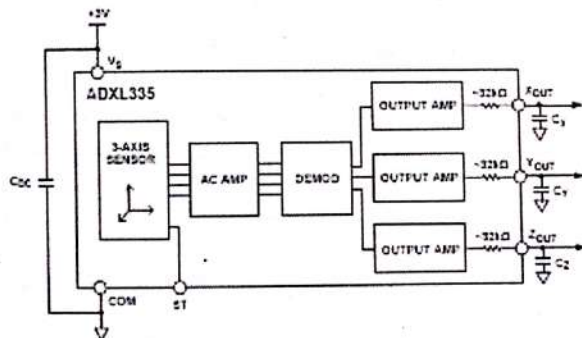 +3V
VS
ADXL335
3-AXIS
SENSOR
AC AMP
DEMOD
OUTPUT AMP
~32kΩ
XOUT
CX
OUTPUT AMP
~32kΩ
YOUT
CY
OUTPUT AMP
~32kΩ
ZOUT
CZ
CDC
COM
ST